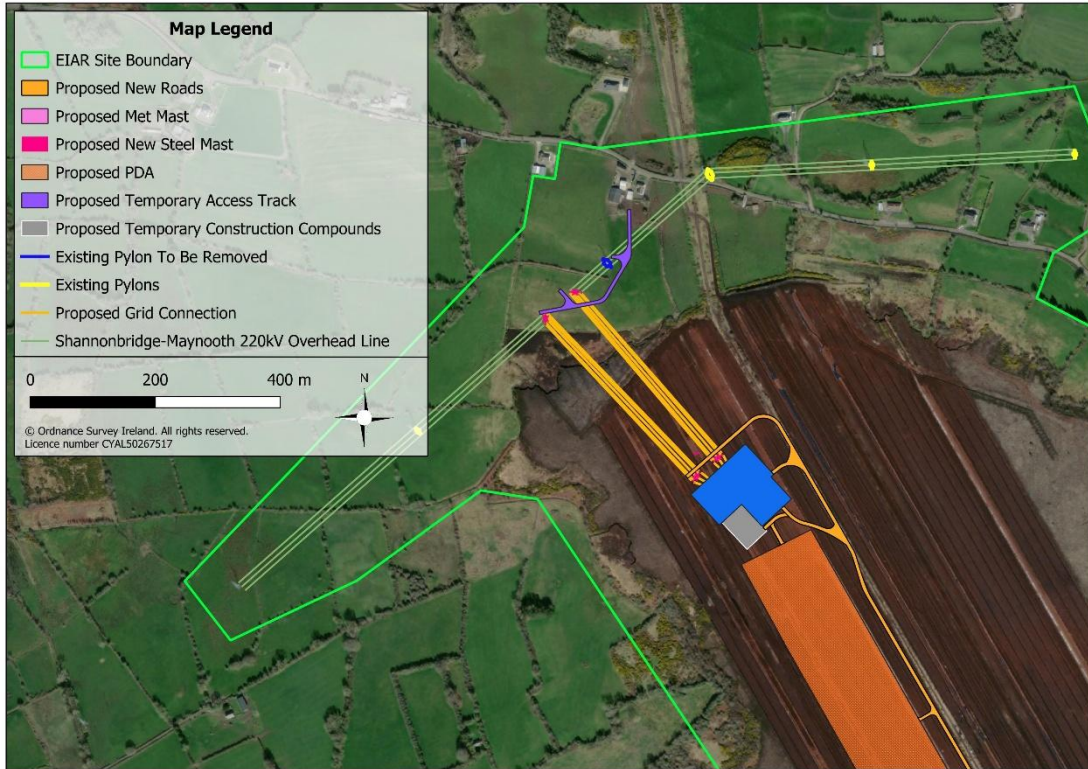 Map Legend
EIAR Site Boundary
Proposed New Roads
Proposed Met Mast
Proposed New Steel Mast
Proposed PDA
Proposed Temporary Access Track
Proposed Temporary Construction Compounds
Existing Pylon To Be Removed
Existing Pylons
Proposed Grid Connection
Shannonbridge-Maynooth 220kV Overhead Line
0 200 400 m
N
© Ordnance Survey Ireland. All rights reserved.
Licence number CYAL50267517